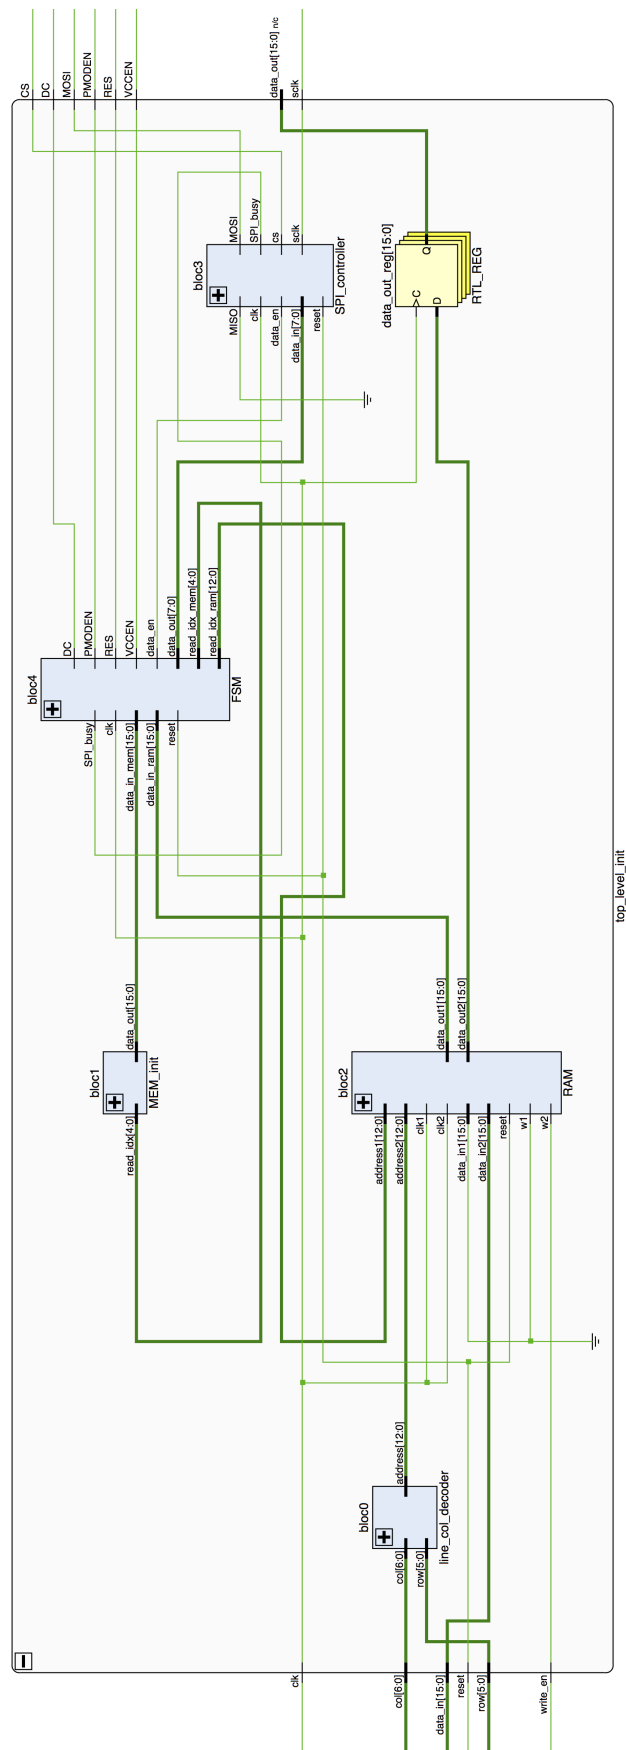 CS
DC
MOSI
PMODEN
RES
VCCEN
data_out[15:0] n/c
sclk
bloc3
MOSI
SPI_busy
cs
sclk
MISO
clk
data_en
data_in[7:0]
reset
SPI_controller
data_out_reg[15:0]
Q
C
D
RTL_REG
bloc4
DC
PMODEN
RES
VCCEN
data_en
data_out[7:0]
read_idx_mem[4:0]
read_idx_ram[12:0]
SPI_busy
clk
data_in_mem[15:0]
data_in_ram[15:0]
reset
FSM
top_level_init
bloc1
data_out[15:0]
read_idx[4:0]
MEM_init
bloc2
data_out1[15:0]
data_out2[15:0]
address1[12:0]
address2[12:0]
clk1
clk2
data_in1[15:0]
data_in2[15:0]
reset
w1
w2
RAM
bloc0
address[12:0]
col[6:0]
row[5:0]
line_col_decoder
clk
col[6:0]
data_in[15:0]
reset
row[5:0]
write_en